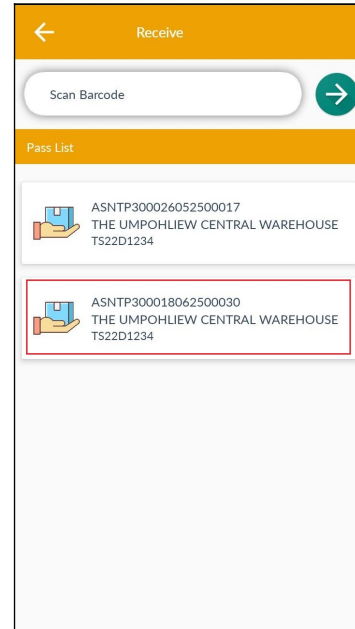 Receive
Scan Barcode
Pass List
ASNTP300026052500017
THE UMPOHLIEW CENTRAL WAREHOUSE
TS22D1234
ASNTP300018062500030
THE UMPOHLIEW CENTRAL WAREHOUSE
TS22D1234